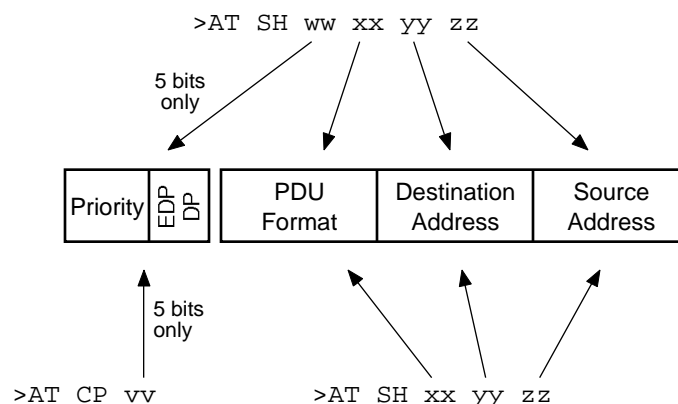 >AT SH ww xx yy zz
5 bits
only
Priority
EDP
DP
PDU
Format
Destination
Address
Source
Address
5 bits
only
>AT CP vv
>AT SH xx yy zz